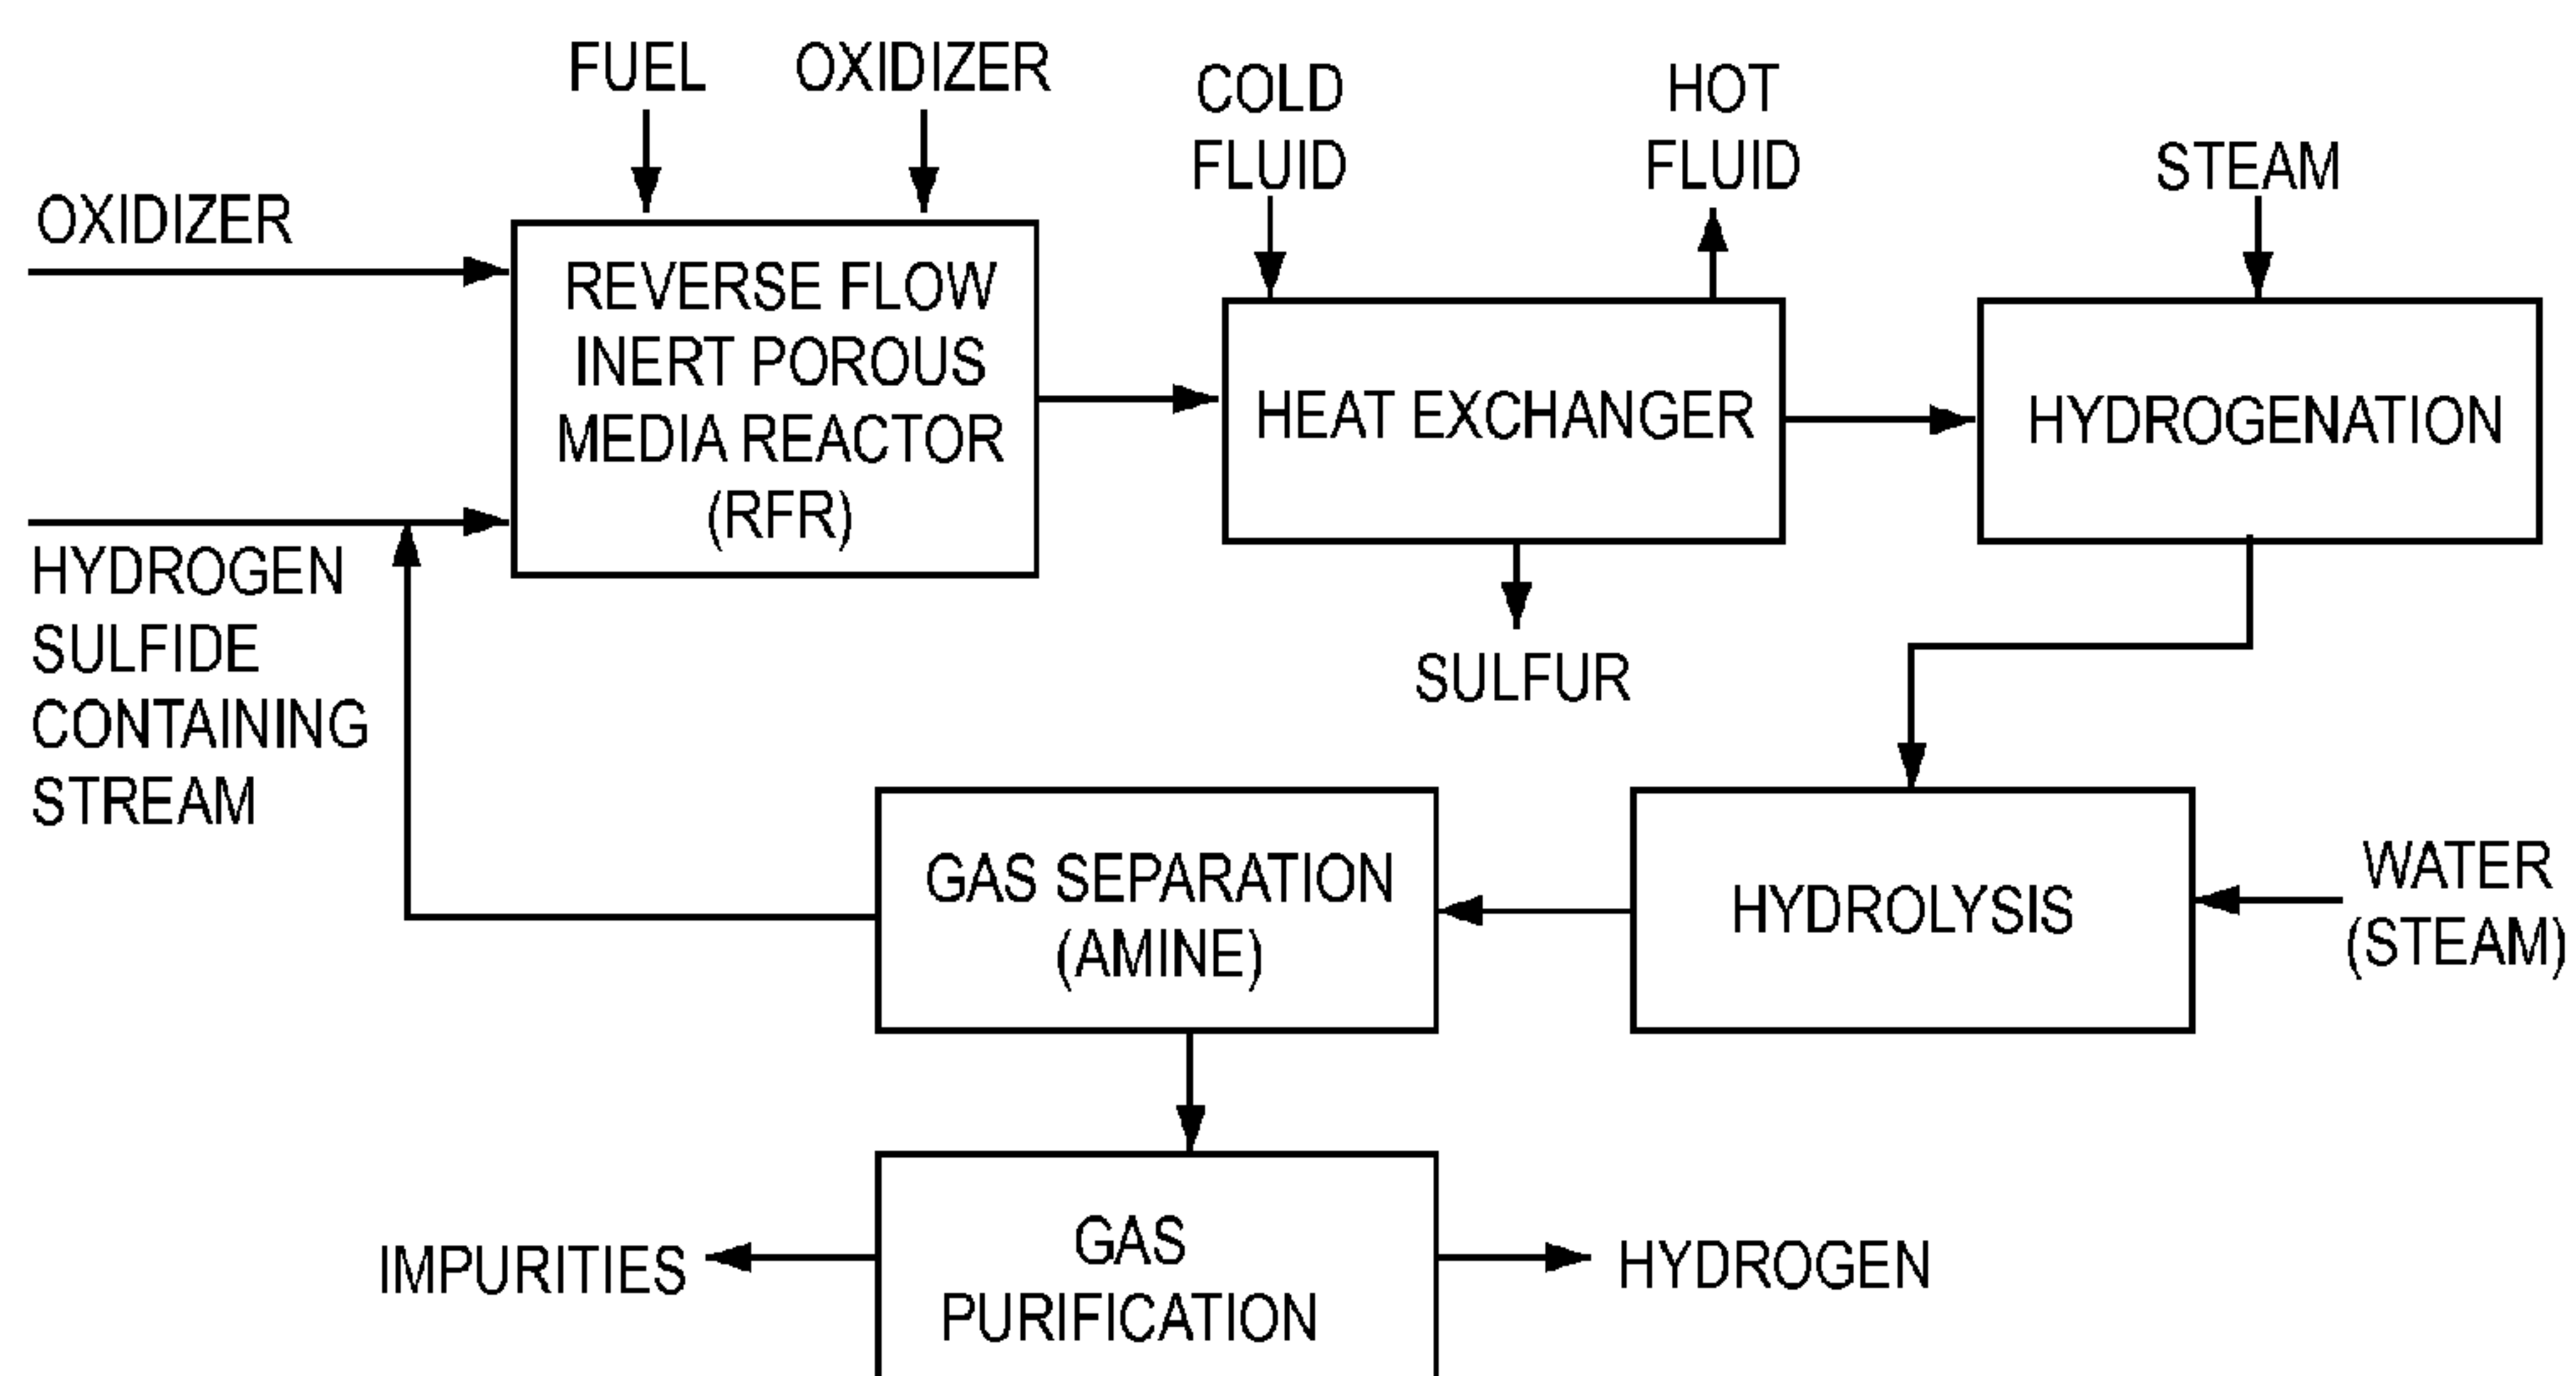 FUEL
OXIDIZER
COLD
FLUID
HOT
FLUID
STEAM
OXIDIZER
REVERSE FLOW
INERT POROUS
MEDIA REACTOR
(RFR)
HEAT EXCHANGER
HYDROGENATION
HYDROGEN
SULFIDE
CONTAINING
STREAM
SULFUR
GAS SEPARATION
(AMINE)
HYDROLYSIS
WATER
(STEAM)
IMPURITIES
GAS
PURIFICATION
HYDROGEN